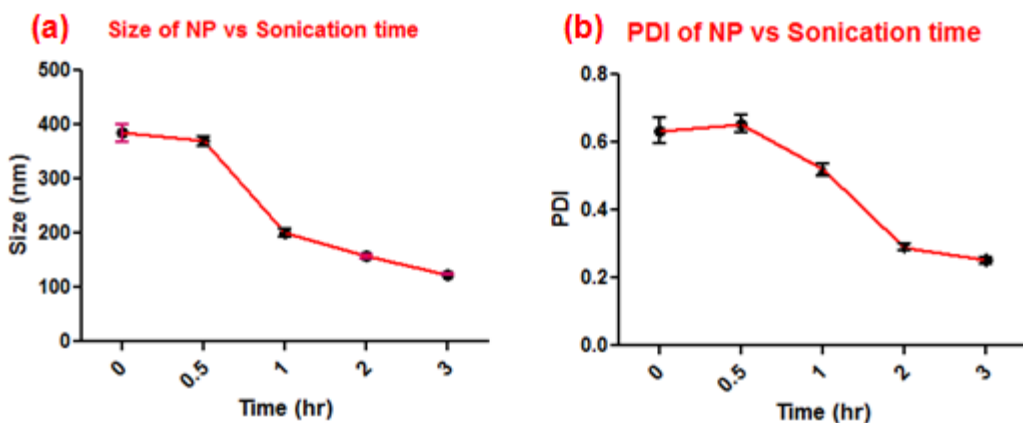 (a) Size of NP vs Sonication time
500
400
300
200
100
0
Size (nm)
0 0.5 1 2 3
Time (hr)
(b) PDI of NP vs Sonication time
0.8
0.6
0.4
0.2
0.0
PDI
0 0.5 1 2 3
Time (hr)